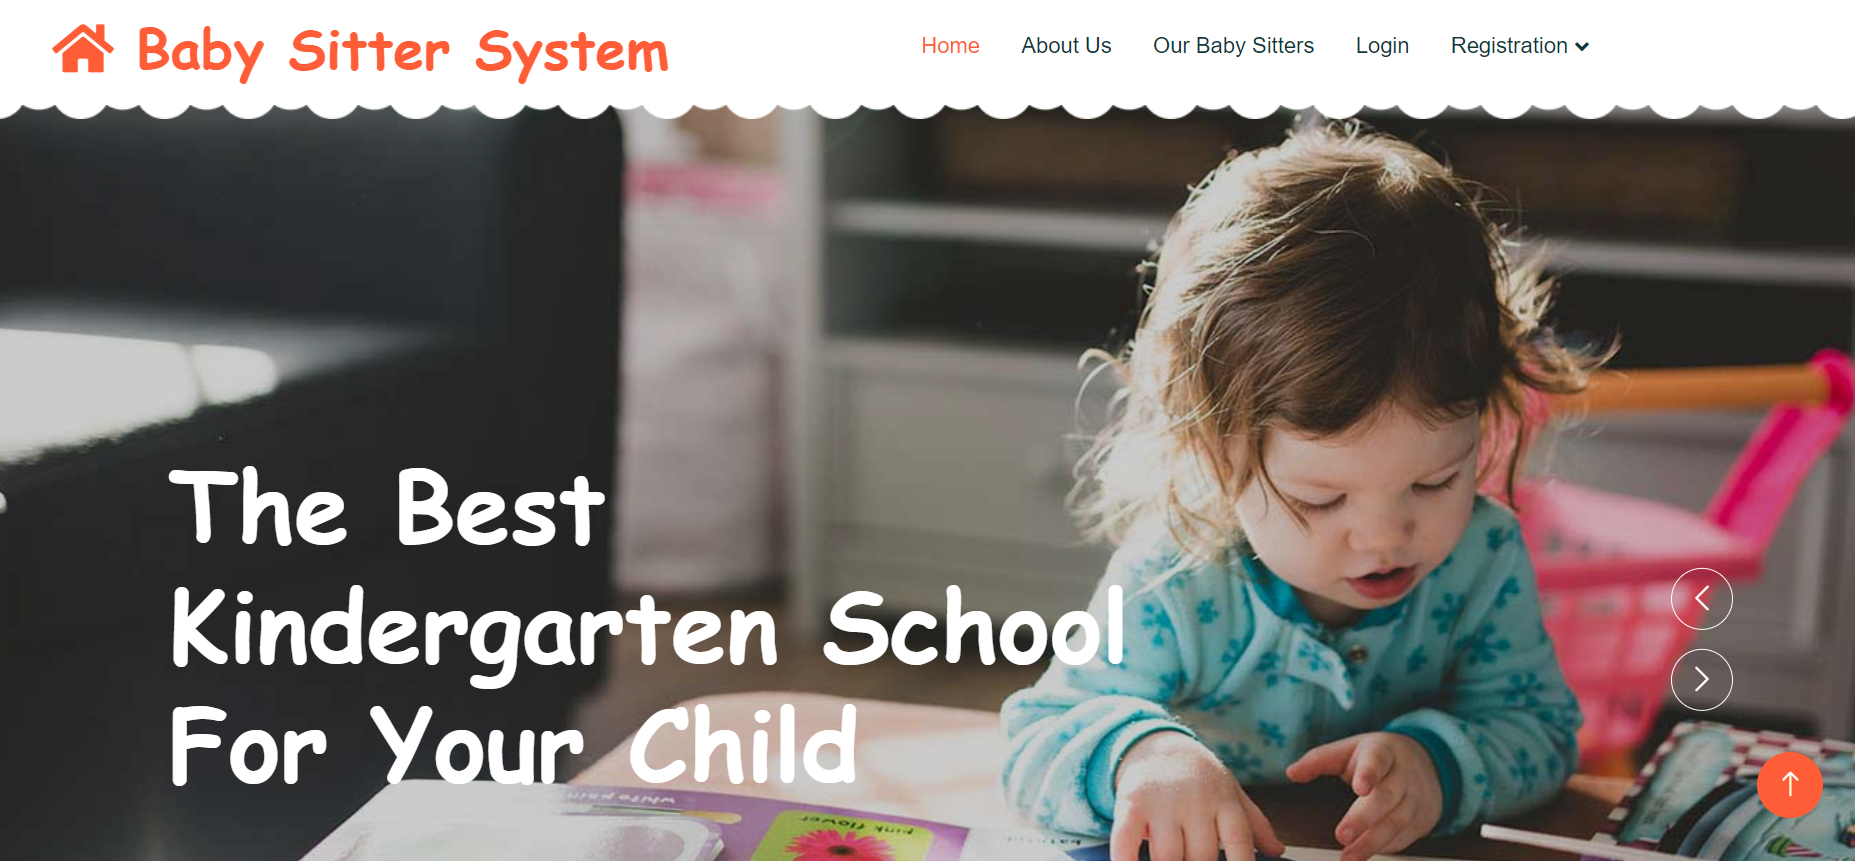 Baby Sitter System
Home About Us Our Baby Sitters Login Registration
The Best
Kindergarten School
For Your Child
white pain
pink flower